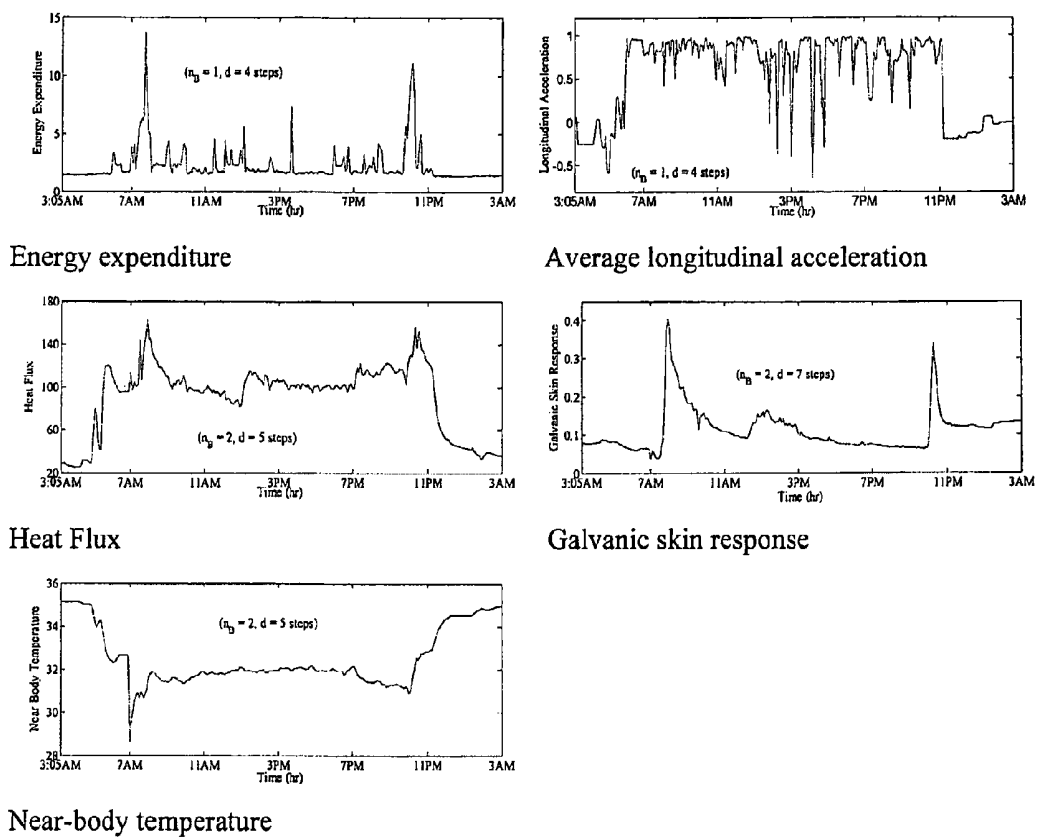 15
10
5
0
Energy Expenditure
(n_B = 1, d = 4 steps)
3:05AM 7AM 11AM 3PM 7PM 11PM 3AM
Time (hr)
Energy expenditure
1
0.5
0
-0.5
Longitudinal Acceleration
(n_B = 1, d = 4 steps)
3:05AM 7AM 11AM 3PM 7PM 11PM 3AM
Time (hr)
Average longitudinal acceleration
180
140
100
60
20
Heat Flux
(n_B = 2, d = 5 steps)
3:05AM 7AM 11AM 3PM 7PM 11PM 3AM
Time (hr)
Heat Flux
0.4
0.3
0.2
0.1
0
Galvanic Skin Response
(n_B = 2, d = 7 steps)
3:05AM 7AM 11AM 3PM 7PM 11PM 3AM
Time (hr)
Galvanic skin response
36
34
32
30
28
Near Body Temperature
(n_B = 2, d = 5 steps)
3:05AM 7AM 11AM 3PM 7PM 11PM 3AM
Time (hr)
Near-body temperature